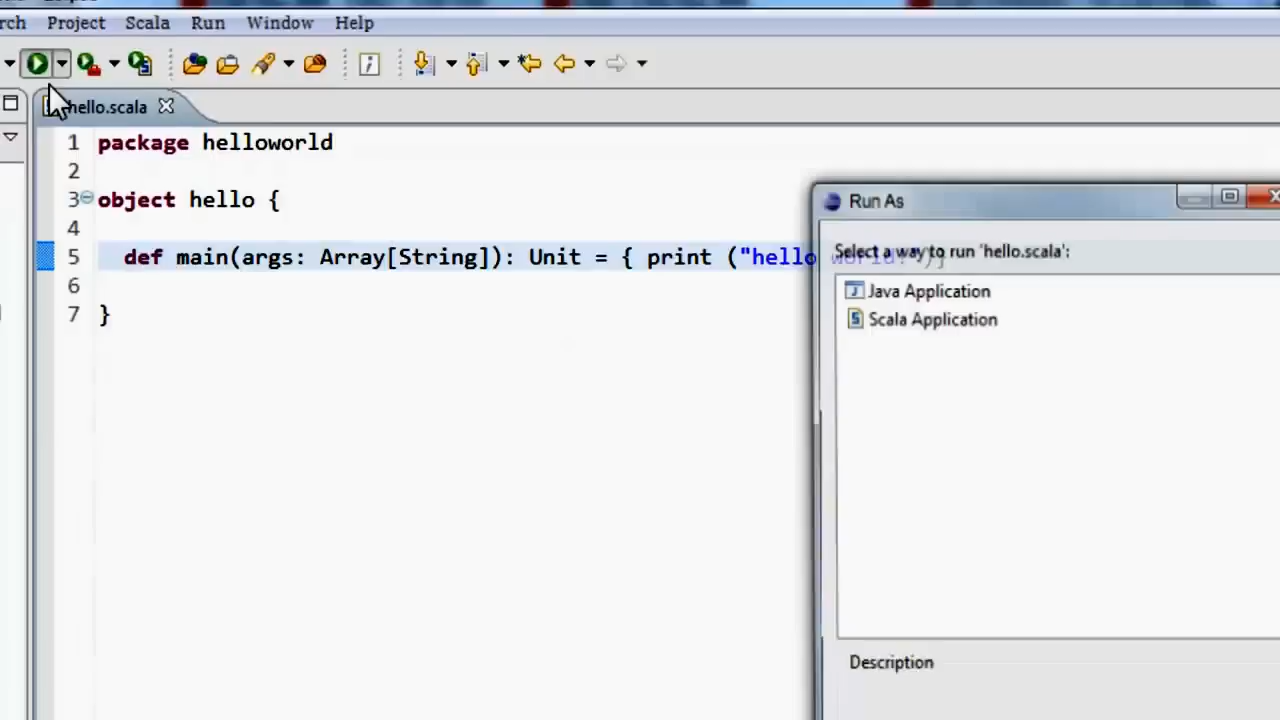 rch Project Scala Run Window Help
hello.scala
1 package helloworld
2
3 object hello {
4
5 def main(args: Array[String]): Unit = { print ("hello world!")}
6
7 }
Run As
Select a way to run 'hello.scala':
Java Application
Scala Application
Description